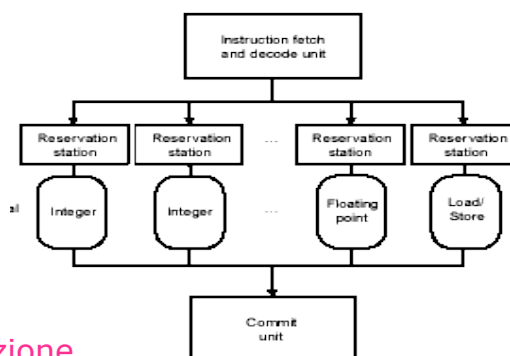 Instruction fetch
and decode unit
Reservation
station
Reservation
station
...
Reservation
station
Reservation
station
al
Integer
Integer
...
Floating
point
Load/
Store
Commit
unit
zione